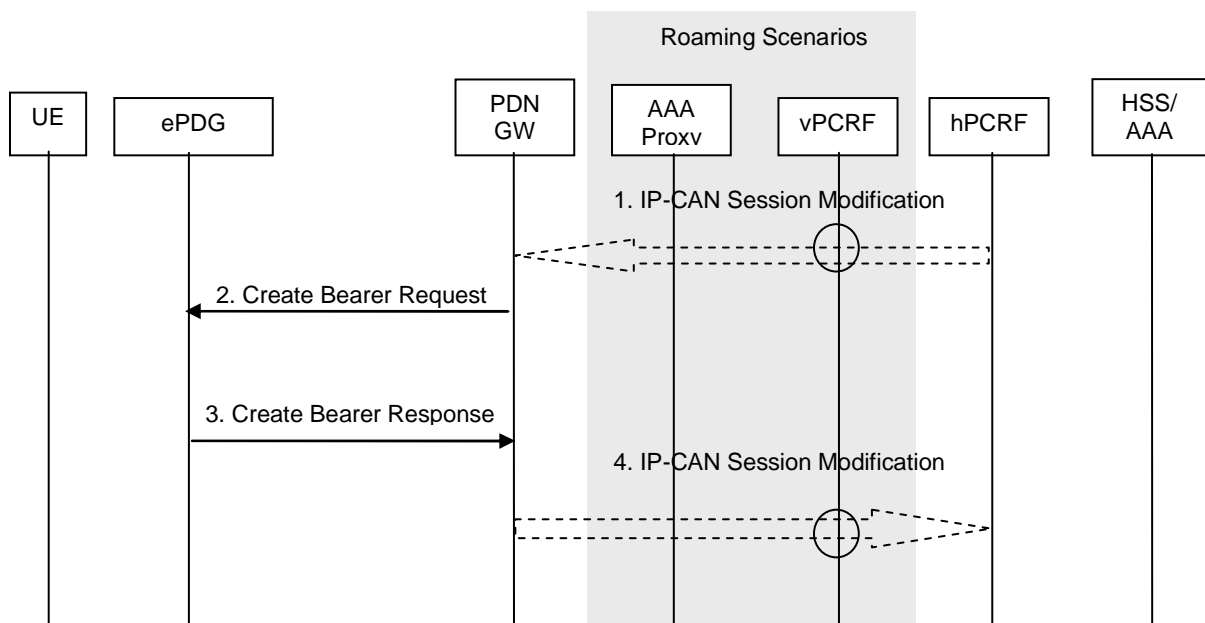 Roaming Scenarios
UE
ePDG
PDN
GW
AAA
Proxv
vPCRF
hPCRF
HSS/
AAA
1. IP-CAN Session Modification
2. Create Bearer Request
3. Create Bearer Response
4. IP-CAN Session Modification